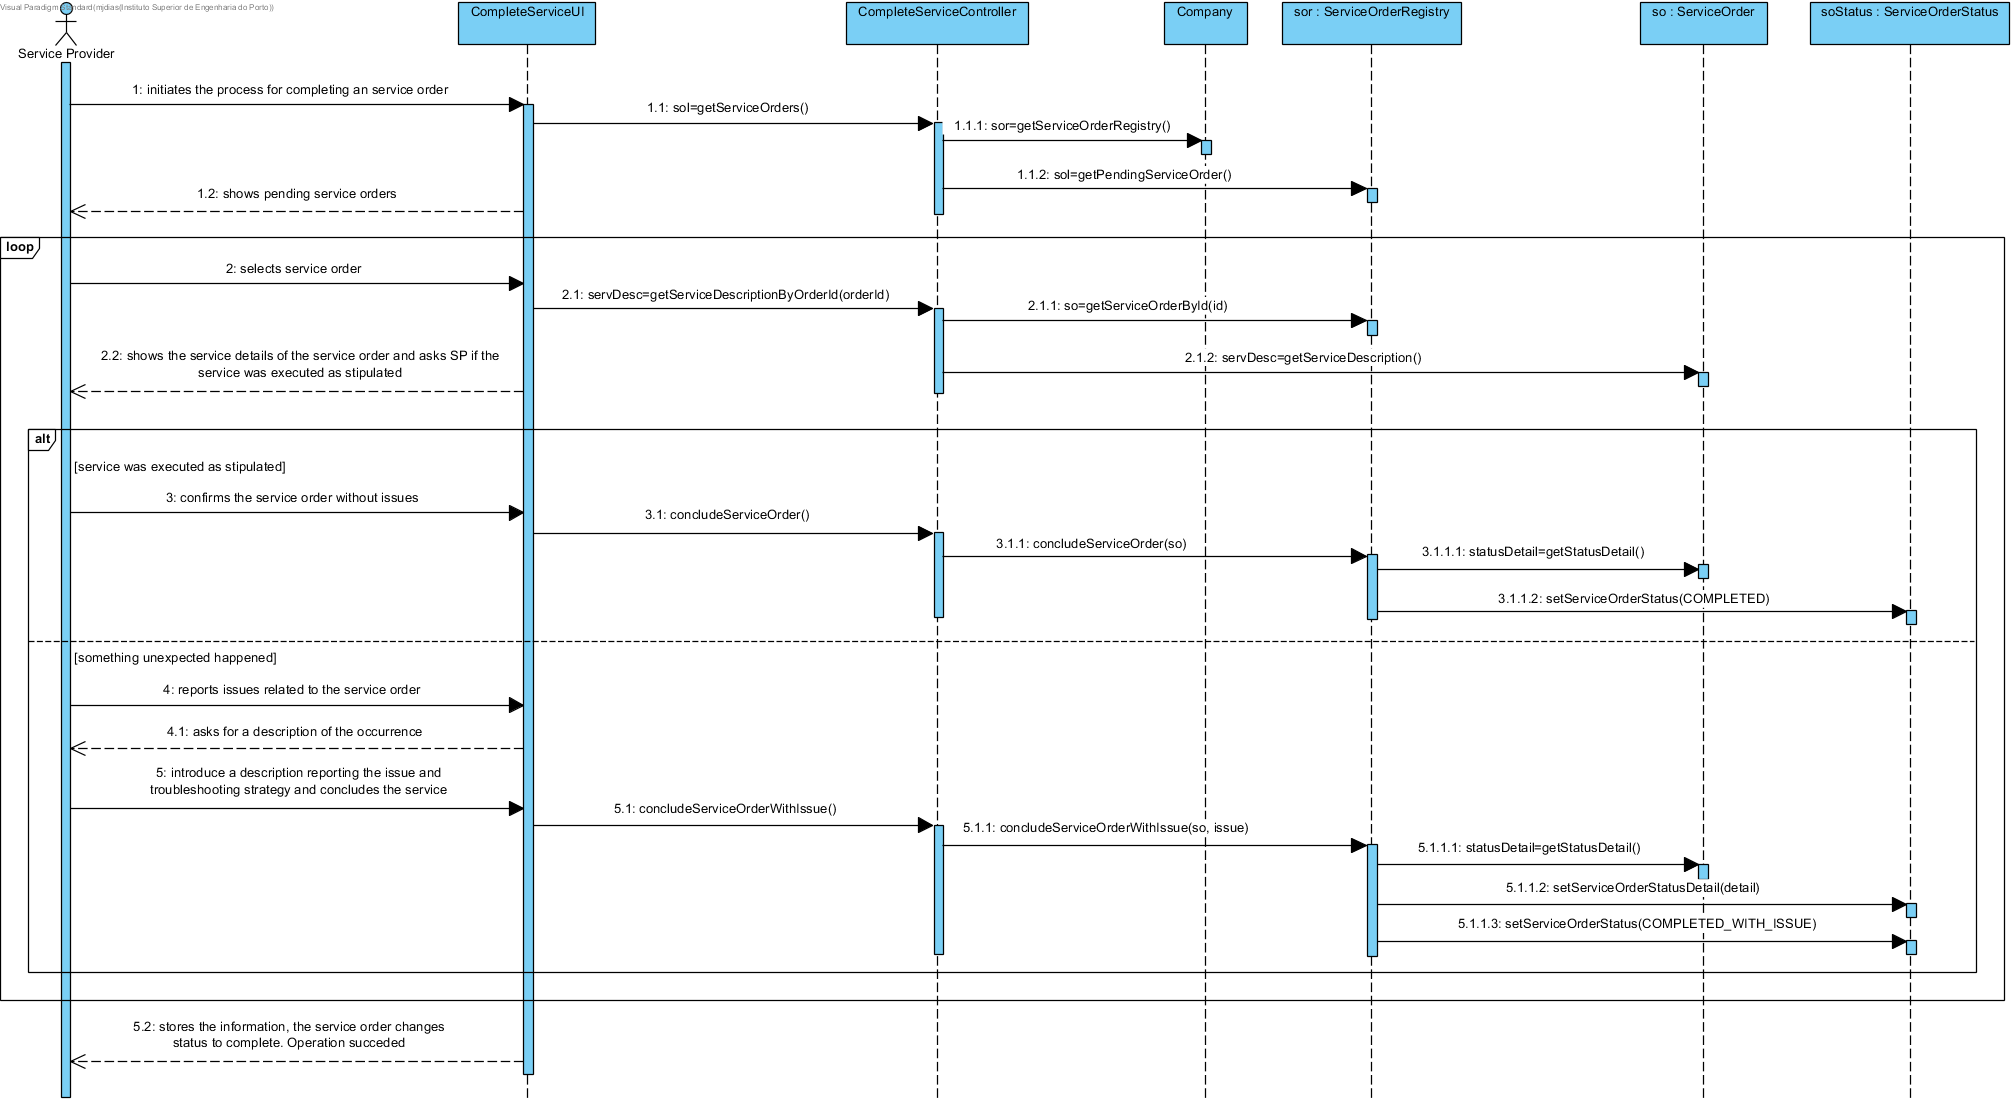 Visual Paradigm Standard(mjdias(Instituto Superior de Engenharia do Porto))
Service Provider
CompleteServiceUI
CompleteServiceController
Company
sor : ServiceOrderRegistry
so : ServiceOrder
soStatus : ServiceOrderStatus
1: initiates the process for completing an service order
1.1: sol=getServiceOrders()
1.1.1: sor=getServiceOrderRegistry()
1.1.2: sol=getPendingServiceOrder()
1.2: shows pending service orders
loop
2: selects service order
2.1: servDesc=getServiceDescriptionByOrderId(orderId)
2.1.1: so=getServiceOrderById(id)
2.1.2: servDesc=getServiceDescription()
2.2: shows the service details of the service order and asks SP if the
service was executed as stipulated
alt
[service was executed as stipulated]
3: confirms the service order without issues
3.1: concludeServiceOrder()
3.1.1: concludeServiceOrder(so)
3.1.1.1: statusDetail=getStatusDetail()
3.1.1.2: setServiceOrderStatus(COMPLETED)
[something unexpected happened]
4: reports issues related to the service order
4.1: asks for a description of the occurrence
5: introduce a description reporting the issue and
troubleshooting strategy and concludes the service
5.1: concludeServiceOrderWithIssue()
5.1.1: concludeServiceOrderWithIssue(so, issue)
5.1.1.1: statusDetail=getStatusDetail()
5.1.1.2: setServiceOrderStatusDetail(detail)
5.1.1.3: setServiceOrderStatus(COMPLETED_WITH_ISSUE)
5.2: stores the information, the service order changes
status to complete. Operation succeded